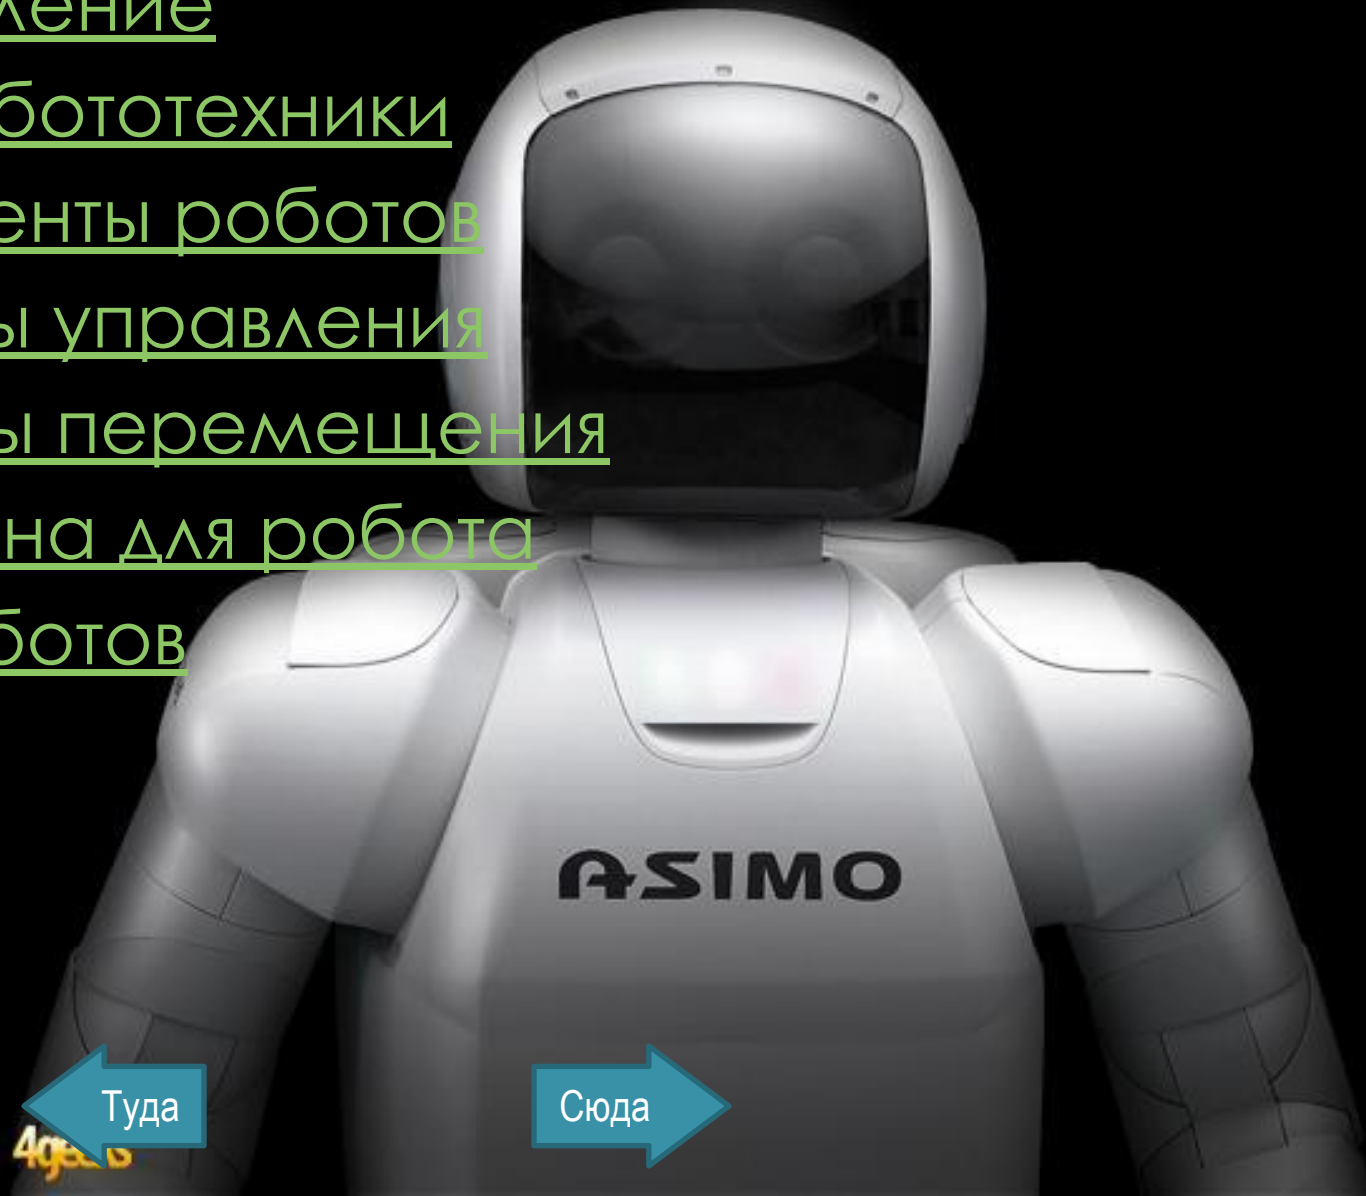 ление
бототехники
енты роботов
ы управления
ы перемещения
на для робота
ботов
ASIMO
Туда
Сюда